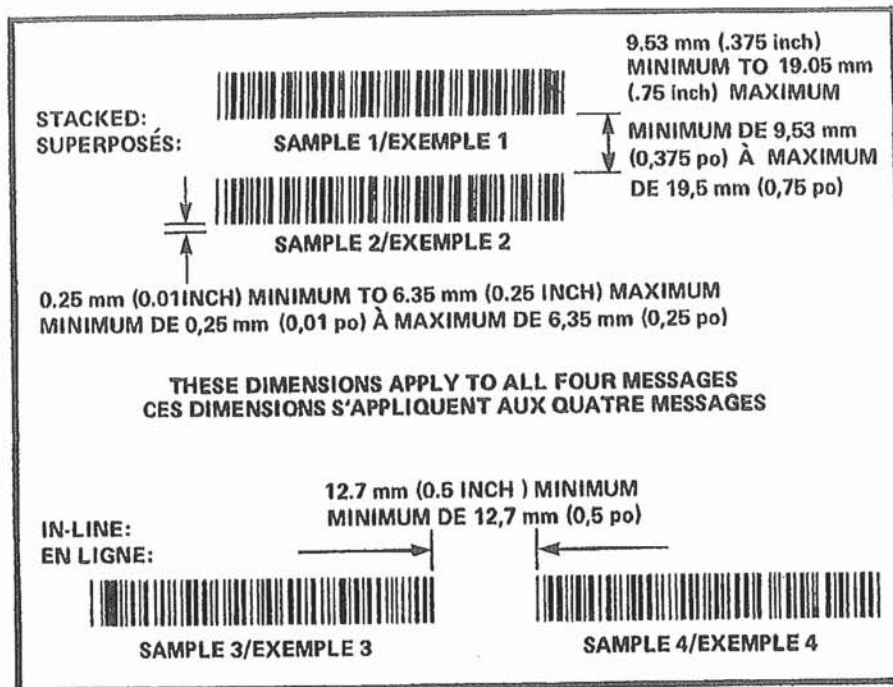 9.53 mm (.375 inch)
MINIMUM TO 19.05 mm
(.75 inch) MAXIMUM
STACKED:
SUPERPOSÉS:
SAMPLE 1/EXEMPLE 1
MINIMUM DE 9,53 mm
(0,375 po) À MAXIMUM
DE 19,5 mm (0,75 po)
SAMPLE 2/EXEMPLE 2
0.25 mm (0.01INCH) MINIMUM TO 6.35 mm (0.25 INCH) MAXIMUM
MINIMUM DE 0,25 mm (0,01 po) À MAXIMUM DE 6,35 mm (0,25 po)
THESE DIMENSIONS APPLY TO ALL FOUR MESSAGES
CES DIMENSIONS S'APPLIQUENT AUX QUATRE MESSAGES
12.7 mm (0.5 INCH ) MINIMUM
MINIMUM DE 12,7 mm (0,5 po)
IN-LINE:
EN LIGNE:
SAMPLE 3/EXEMPLE 3
SAMPLE 4/EXEMPLE 4